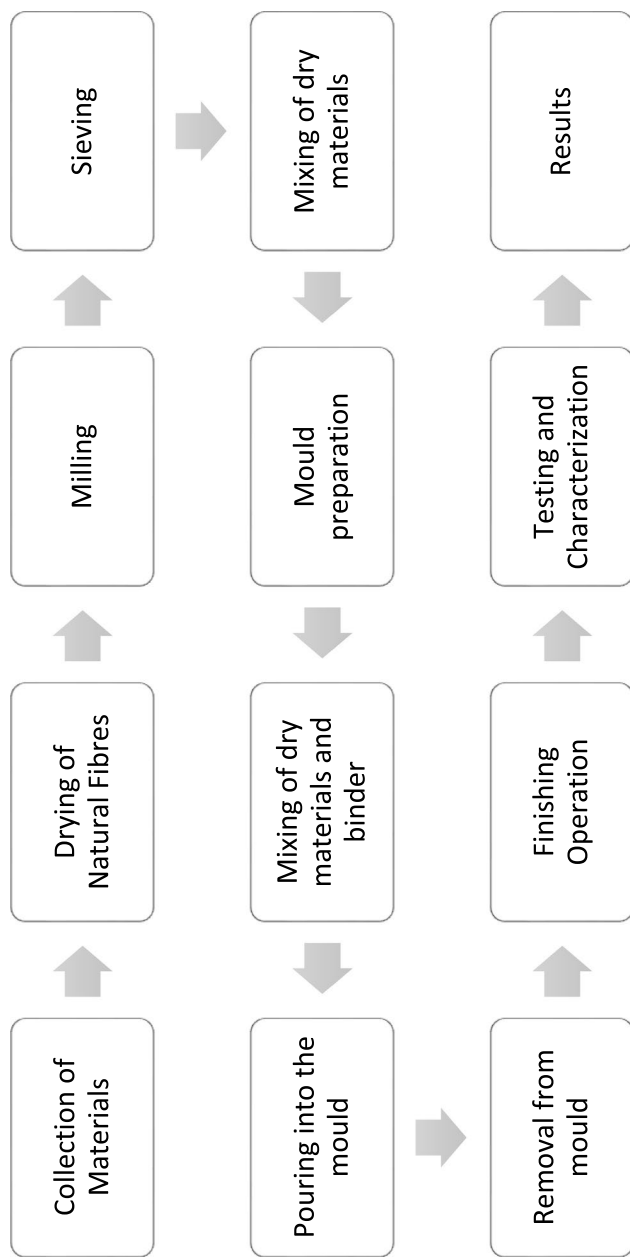 Collection of
Materials
Drying of
Natural Fibres
Milling
Sieving
Mixing of dry
materials
Mould
preparation
Mixing of dry
materials and
binder
Pouring into the
mould
Removal from
mould
Finishing
Operation
Testing and
Characterization
Results